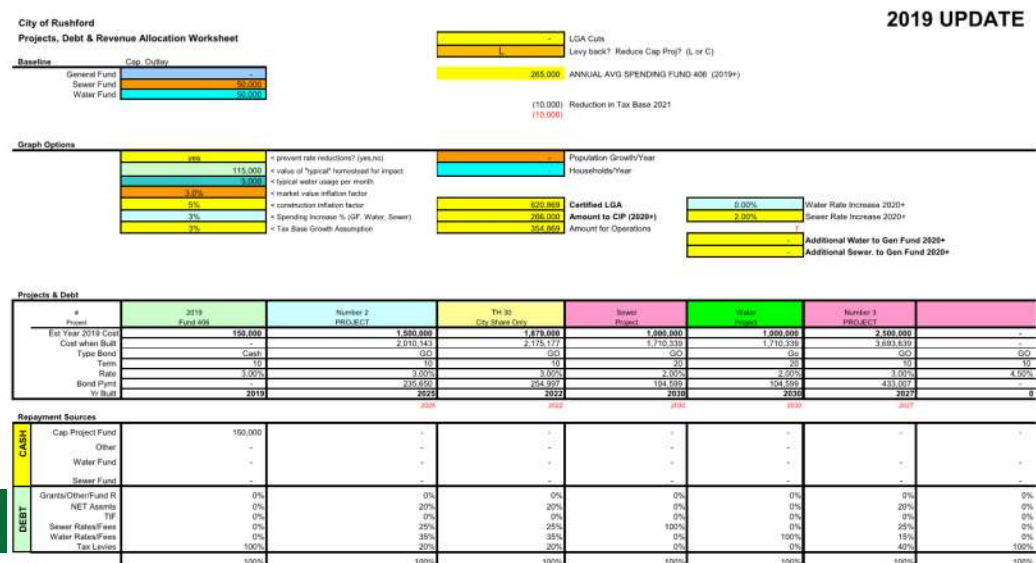 2019 UPDATE
City of Rushford
Projects, Debt & Revenue Allocation Worksheet
- LGA Cuts
L Levy back? Reduce Cap Proj? (L or C)
Baseline Cap. Outlay
General Fund -
Sewer Fund 50,000
Water Fund 50,000
265,000 ANNUAL AVG SPENDING FUND 406 (2019+)
(10,000) Reduction in Tax Base 2021
(10,000)
Graph Options
yes < prevent rate reductions? (yes,no) - Population Growth/Year
115,000 < value of "typical" homestead for impact - Households/Year
5,000 < typical water usage per month
3.0% < market value inflation factor
5% < construction inflation factor 620,869 Certified LGA 0.00% Water Rate Increase 2020+
3% < Spending Increase % (GF, Water, Sewer) 266,000 Amount to CIP (2020+) 2.00% Sewer Rate Increase 2020+
3% < Tax Base Growth Assumption 354,869 Amount for Operations
- Additional Water to Gen Fund 2020+
- Additional Sewer. to Gen Fund 2020+
Projects & Debt
# 2019 Number 2 TH 30 Sewer Water Number 3
Project Fund 406 PROJECT City Share Only Project Project PROJECT
Est Year 2019 Cost 150,000 1,500,000 1,879,000 1,000,000 1,000,000 2,500,000 -
Cost when Built - 2,010,143 2,175,177 1,710,339 1,710,339 3,693,639 -
Type Bond Cash GO GO GO Go GO GO
Term 10 10 10 20 20 10 10
Rate 3.00% 3.00% 3.00% 2.00% 2.00% 3.00% 4.50%
Bond Pymt - 235,650 254,997 104,599 104,599 433,007 -
Yr Built 2019 2025 2022 2030 2030 2027 0
2025 2022 2030 2030 2027
Repayment Sources
CASH
Cap Project Fund 150,000 - - - - - -
Other - - - - - -
Water Fund - - - - - -
Sewer Fund - - - - - -
DEBT
Grants/Other/Fund R 0% 0% 0% 0% 0% 0% 0%
NET Assmts 0% 20% 20% 0% 0% 20% 0%
TIF 0% 0% 0% 0% 0% 0% 0%
Sewer Rates/Fees 0% 25% 25% 100% 0% 25% 0%
Water Rates/Fees 0% 35% 35% 0% 100% 15% 0%
Tax Levies 100% 20% 20% 0% 0% 40% 100%
100% 100% 100% 100% 100% 100% 100%